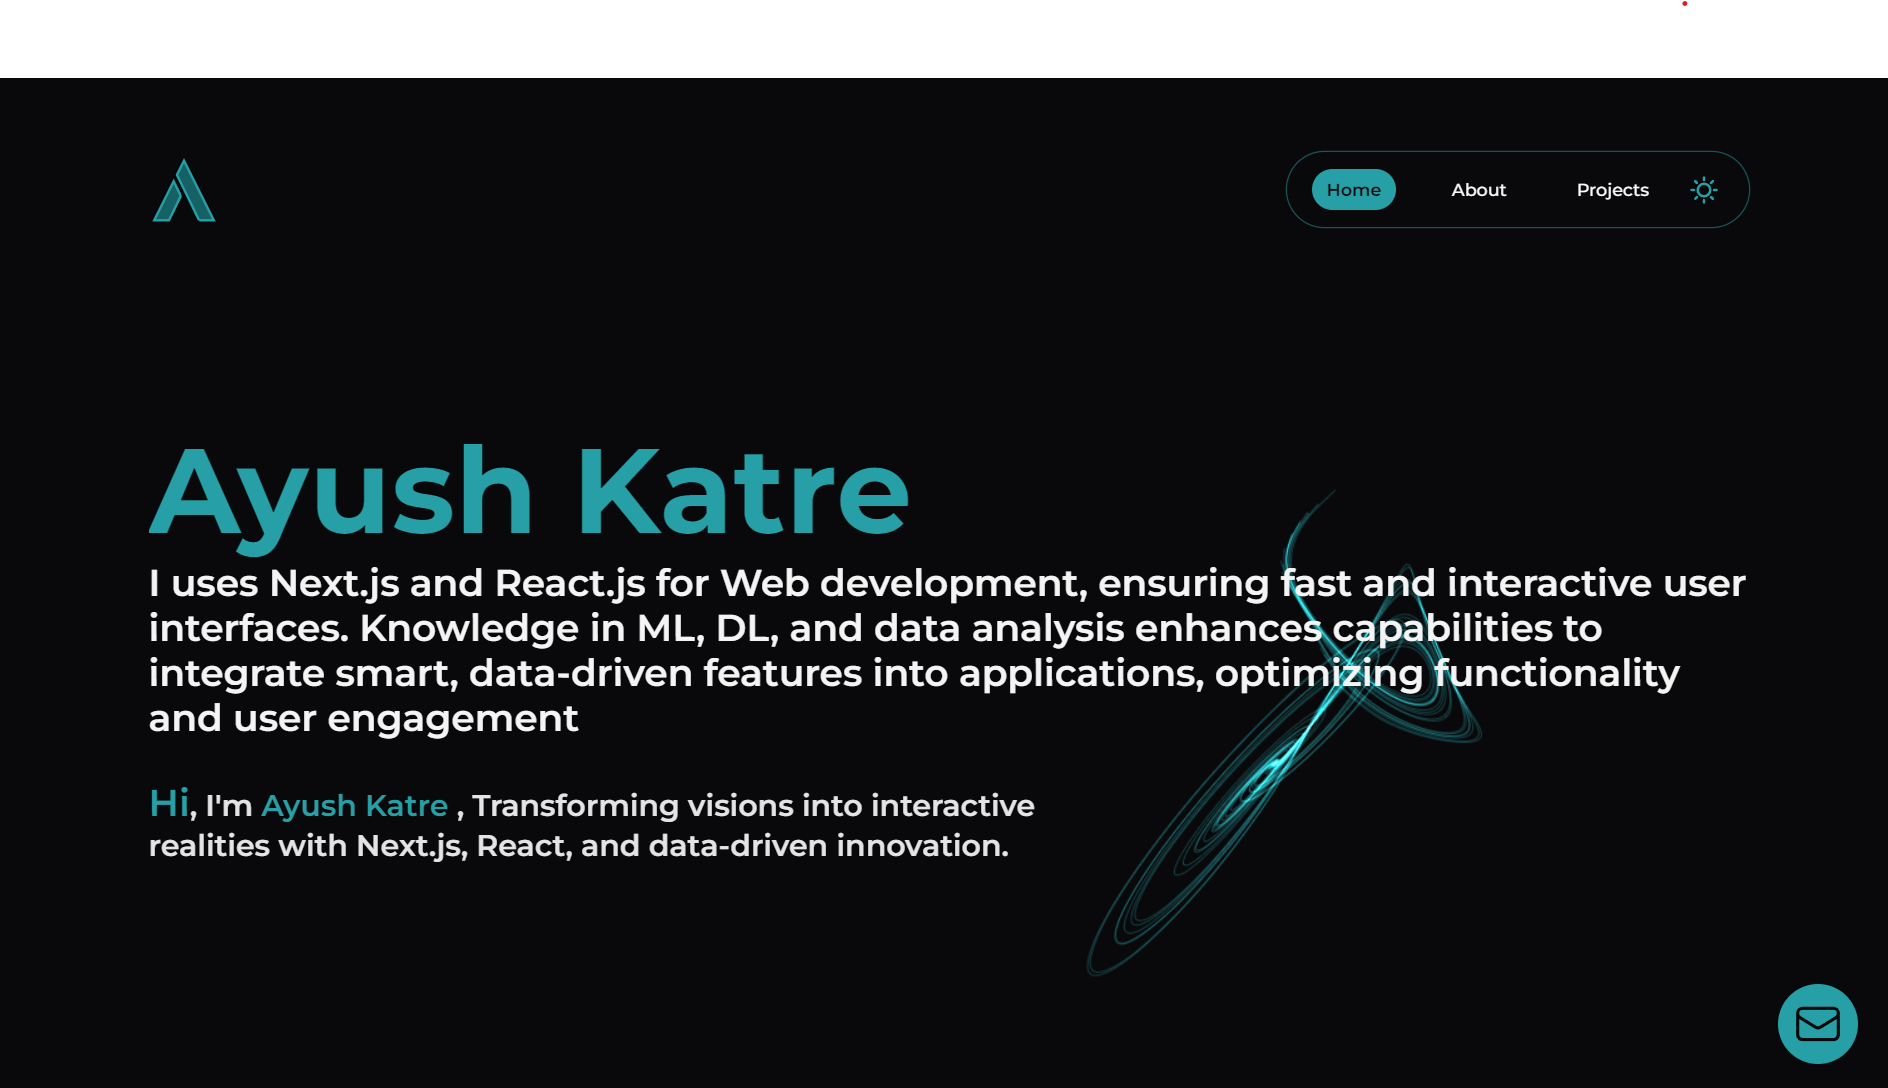 Home About Projects
Ayush Katre
I uses Next.js and React.js for Web development, ensuring fast and interactive user
interfaces. Knowledge in ML, DL, and data analysis enhances capabilities to
integrate smart, data-driven features into applications, optimizing functionality
and user engagement
Hi, I'm Ayush Katre , Transforming visions into interactive
realities with Next.js, React, and data-driven innovation.